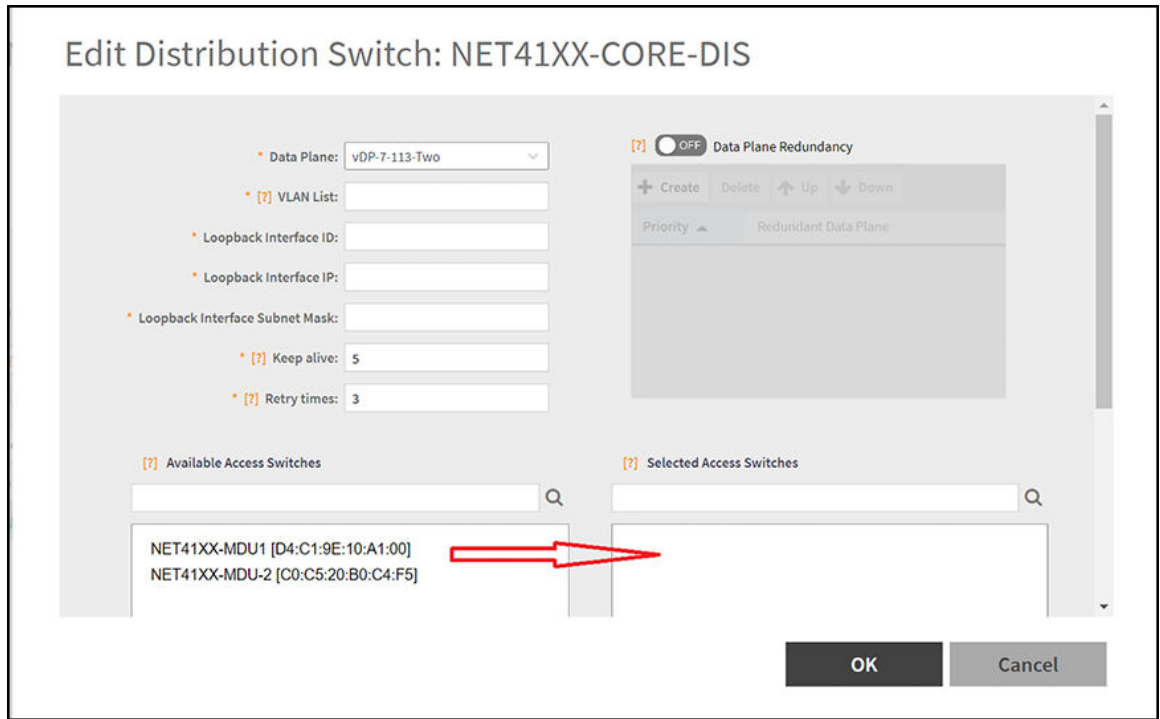 Edit Distribution Switch: NET41XX-CORE-DIS
* Data Plane: vDP-7-113-Two
* [?] VLAN List:
* Loopback Interface ID:
* Loopback Interface IP:
* Loopback Interface Subnet Mask:
* [?] Keep alive: 5
* [?] Retry times: 3
[?] OFF Data Plane Redundancy
+ Create Delete Up Down
Priority Redundant Data Plane
[?] Available Access Switches
NET41XX-MDU1 [D4:C1:9E:10:A1:00]
NET41XX-MDU-2 [C0:C5:20:B0:C4:F5]
[?] Selected Access Switches
OK Cancel